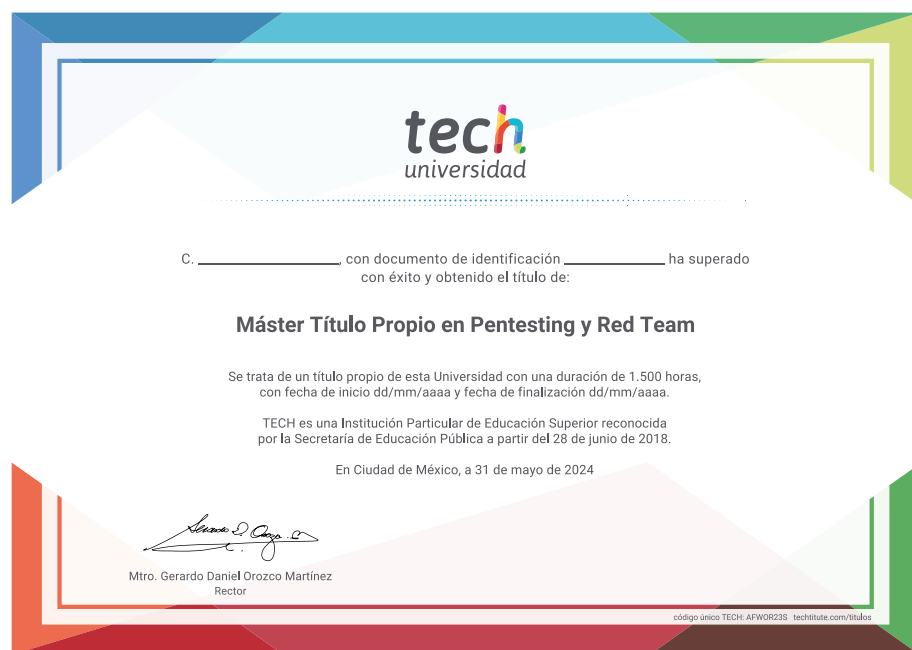 tech
universidad
C. ____________, con documento de identificación ____________ ha superado
con éxito y obtenido el título de:
Máster Título Propio en Pentesting y Red Team
Se trata de un título propio de esta Universidad con una duración de 1.500 horas,
con fecha de inicio dd/mm/aaaa y fecha de finalización dd/mm/aaaa.
TECH es una Institución Particular de Educación Superior reconocida
por la Secretaría de Educación Pública a partir del 28 de junio de 2018.
En Ciudad de México, a 31 de mayo de 2024
Mtro. Gerardo Daniel Orozco Martínez
Rector
código único TECH: AFWOR23S techtitute.com/titulos